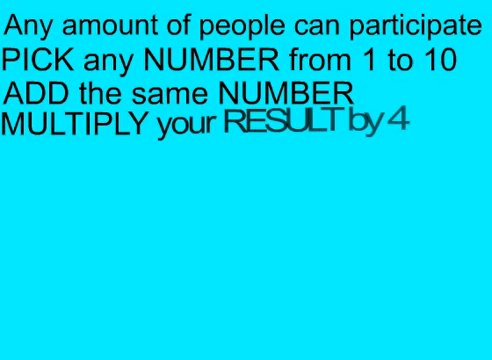 Any amount of people can participate
PICK any NUMBER from 1 to 10
ADD the same NUMBER
MULTIPLY your RESULT by 4